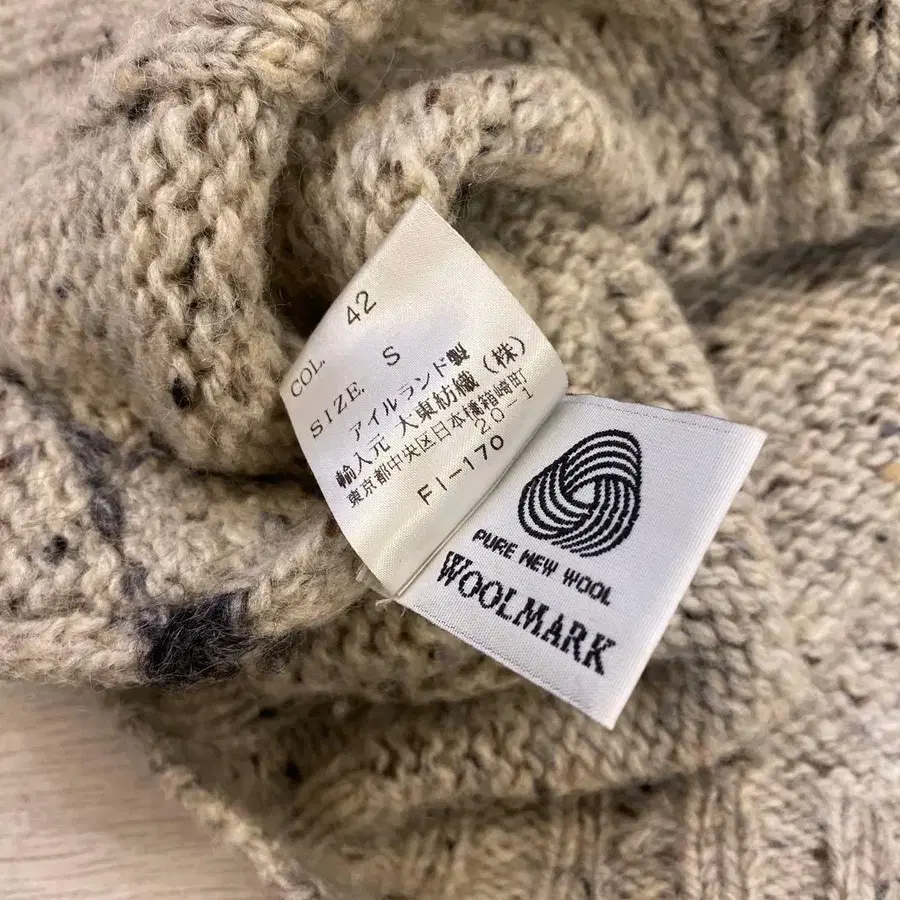 COL. 42
SIZE. S
アイルランド製
輸入元 大東紡織(株)
東京都中央区日本橋箱崎町
20-1
FI-170
PURE NEW WOOL
WOOLMARK